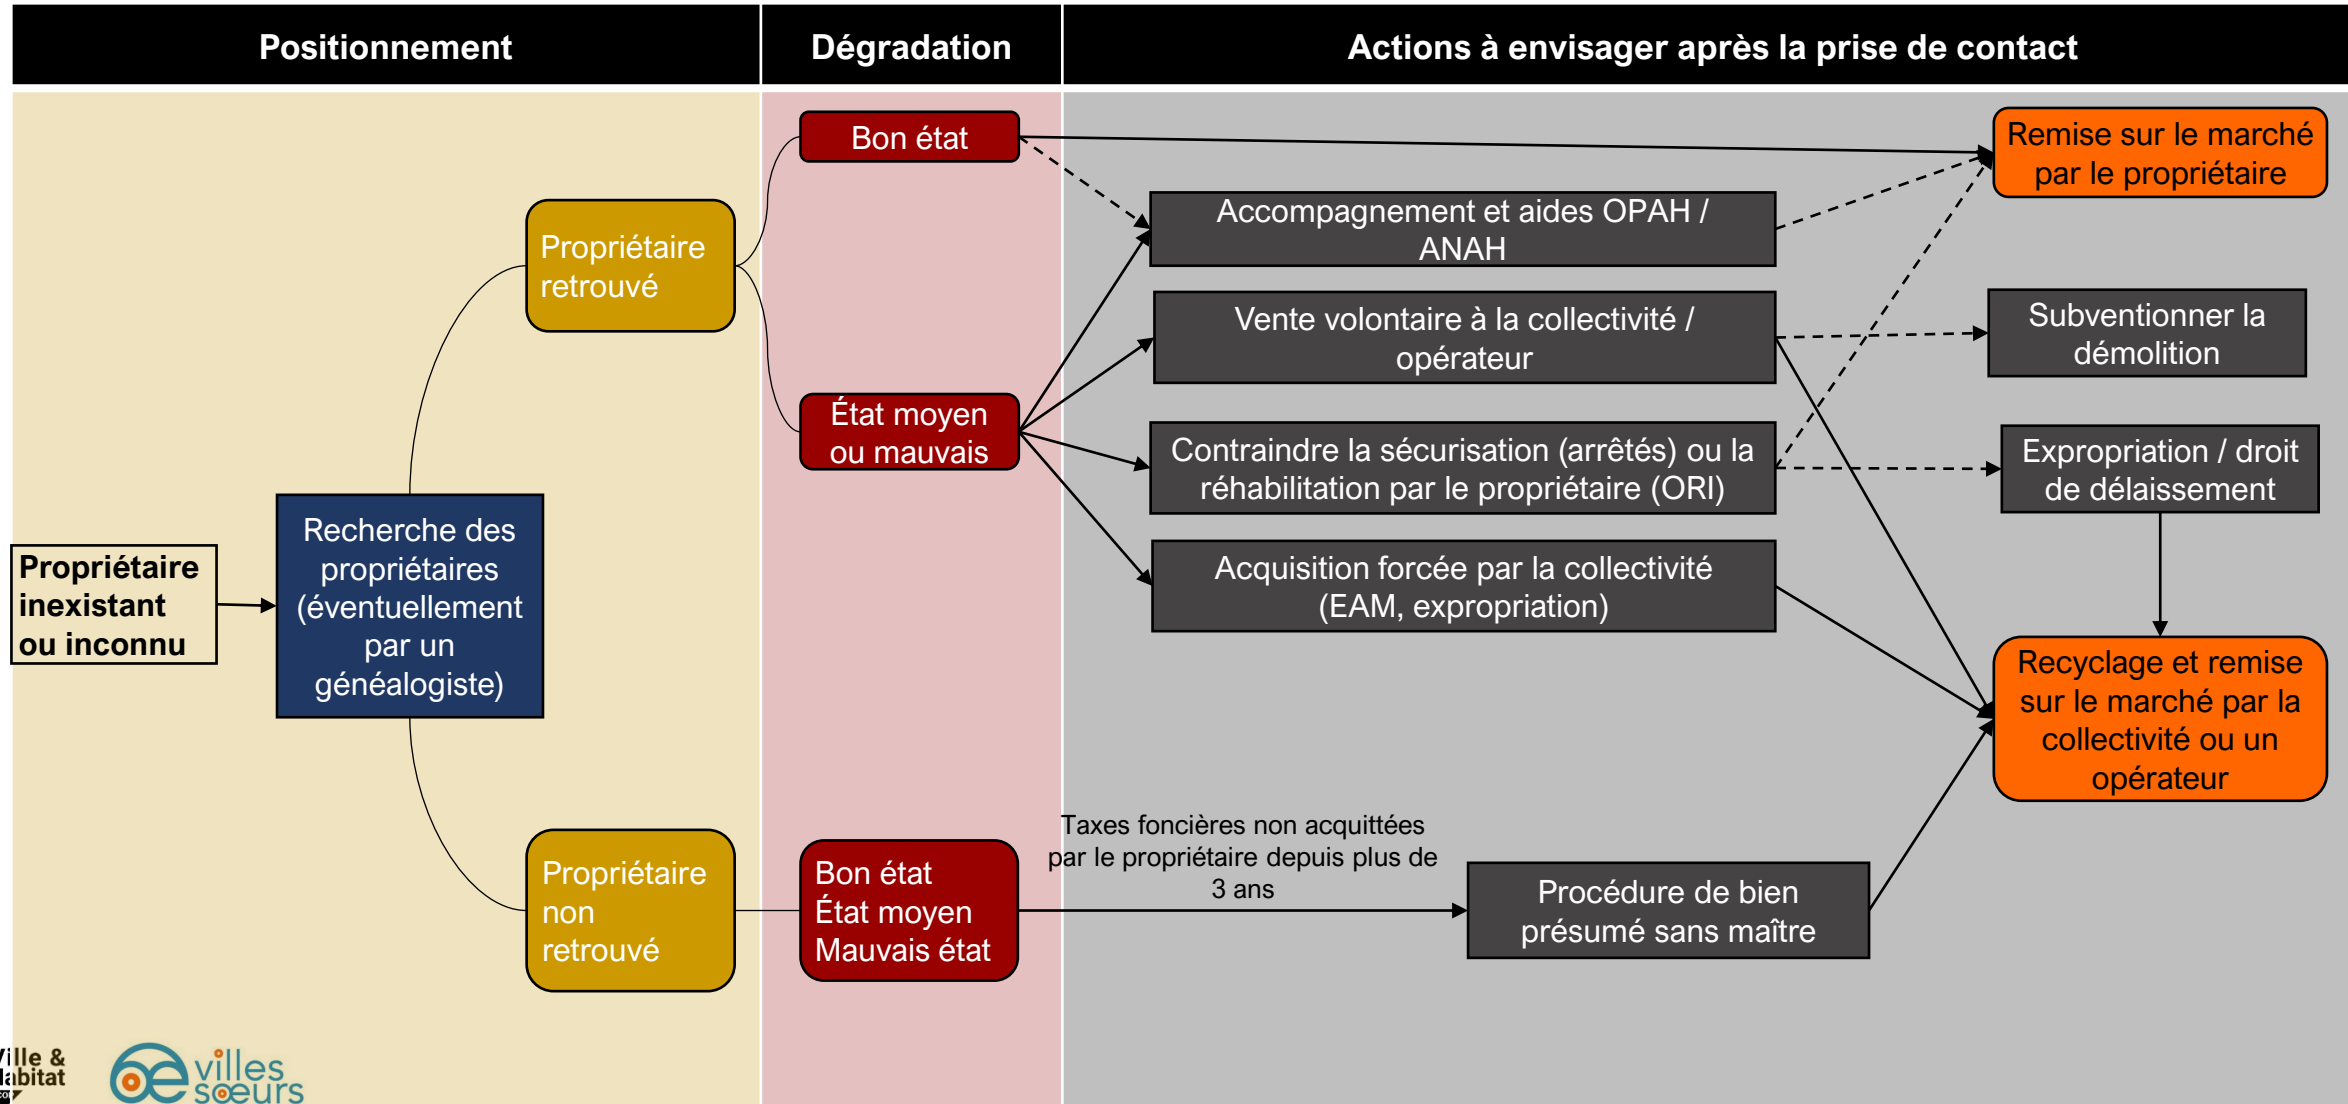 Positionnement
Dégradation
Actions à envisager après la prise de contact
Bon état
Remise sur le marché
par le propriétaire
Accompagnement et aides OPAH /
ANAH
Propriétaire
retrouvé
Vente volontaire à la collectivité /
opérateur
Subventionner la
démolition
État moyen
ou mauvais
Contraindre la sécurisation (arrêtés) ou la
réhabilitation par le propriétaire (ORI)
Expropriation / droit
de délaissement
Propriétaire
inexistant
ou inconnu
Recherche des
propriétaires
(éventuellement
par un
généalogiste)
Acquisition forcée par la collectivité
(EAM, expropriation)
Recyclage et remise
sur le marché par la
collectivité ou un
opérateur
Propriétaire
non
retrouvé
Bon état
État moyen
Mauvais état
Taxes foncières non acquittées
par le propriétaire depuis plus de
3 ans
Procédure de bien
présumé sans maître
Ville &
Habitat
villes
sœurs